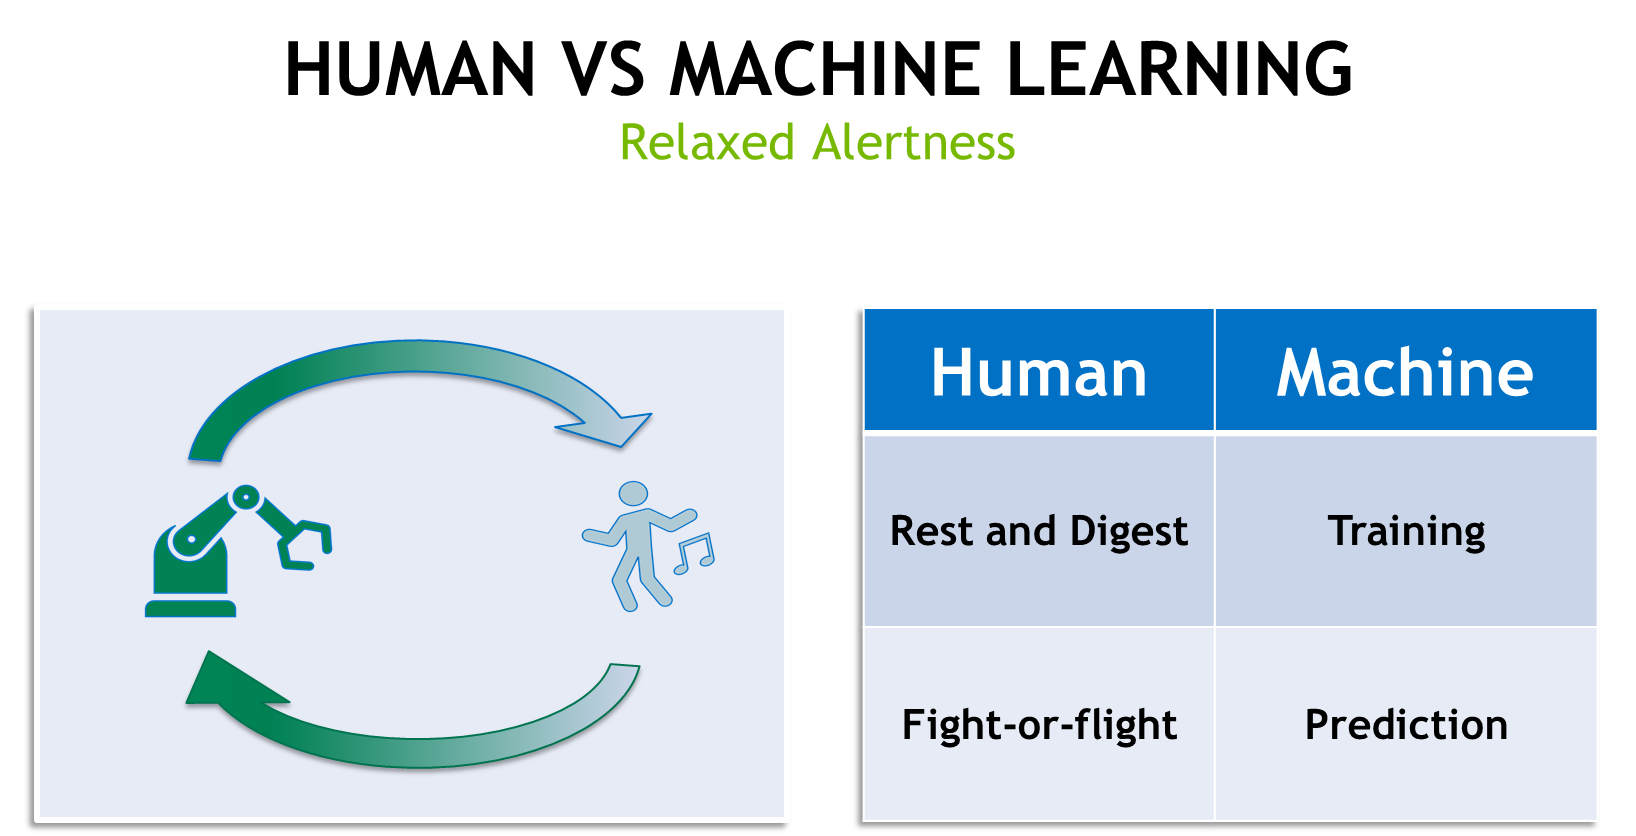 HUMAN VS MACHINE LEARNING
Relaxed Alertness
Human Machine
Rest and Digest Training
Fight-or-flight Prediction